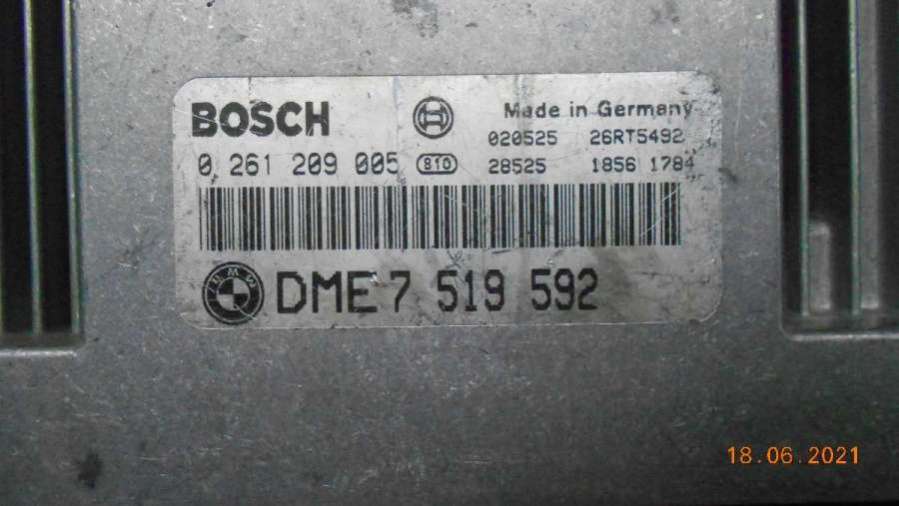 BOSCH
Made in Germany
020525 26RT5492
0 261 209 005 810 28525 1856 1784
BMW
DME 7 519 592
18.06.2021